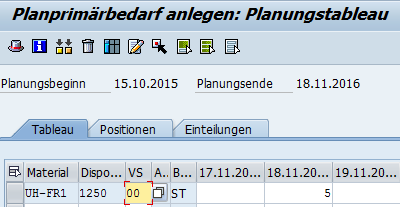 Planprimärbedarf anlegen: Planungstableau
Planungsbeginn 15.10.2015 Planungsende 18.11.2016
Tableau Positionen Einteilungen
Material Dispo... VS A.. B... 17.11.20... 18.11.20... 19.11.20...
UH-FR1 1250 00 ST 5